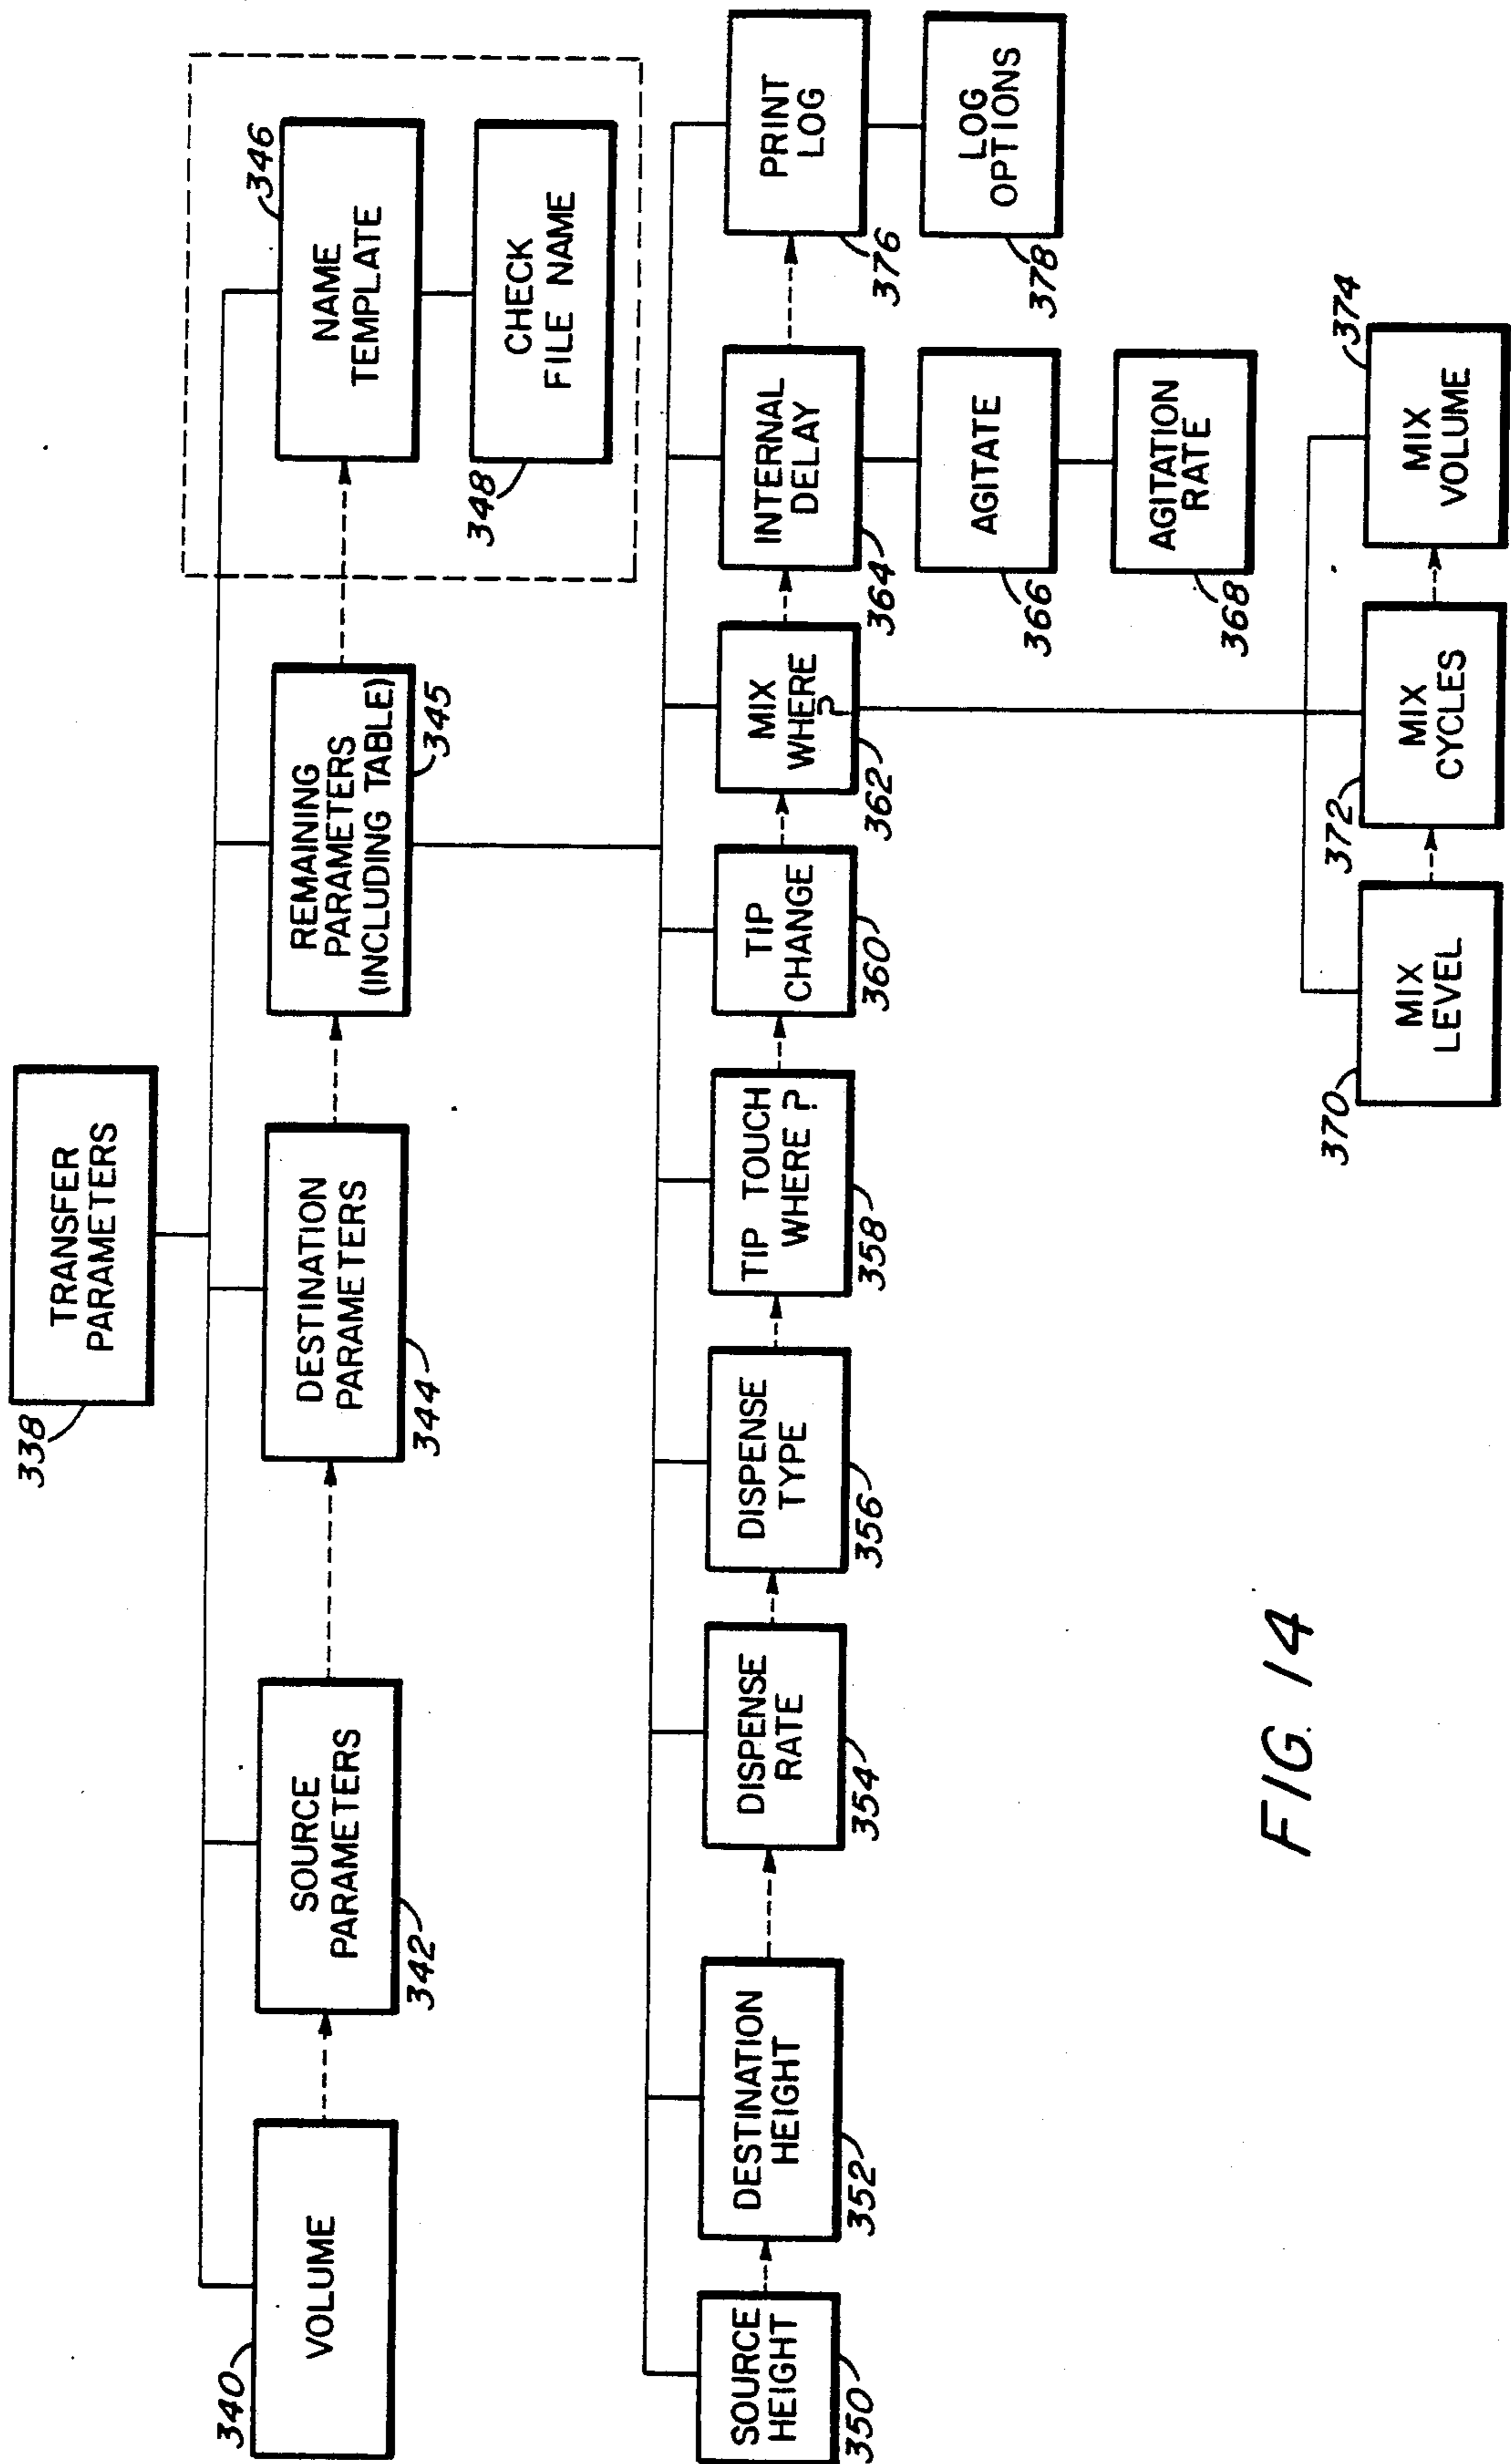 338
TRANSFER
PARAMETERS
340
VOLUME
SOURCE
PARAMETERS
342
DESTINATION
PARAMETERS
344
REMAINING
PARAMETERS
(INCLUDING TABLE)
345
NAME
TEMPLATE
346
CHECK
FILE NAME
348
SOURCE
HEIGHT
350
DESTINATION
HEIGHT
352
DISPENSE
RATE
354
DISPENSE
TYPE
356
TIP TOUCH
WHERE?
358
TIP
CHANGE
360
MIX
WHERE
?
362
INTERNAL
DELAY
364
AGITATE
366
AGITATION
RATE
368
PRINT
LOG
376
LOG
OPTIONS
378
370
MIX
LEVEL
372
MIX
CYCLES
374
MIX
VOLUME
FIG. 14